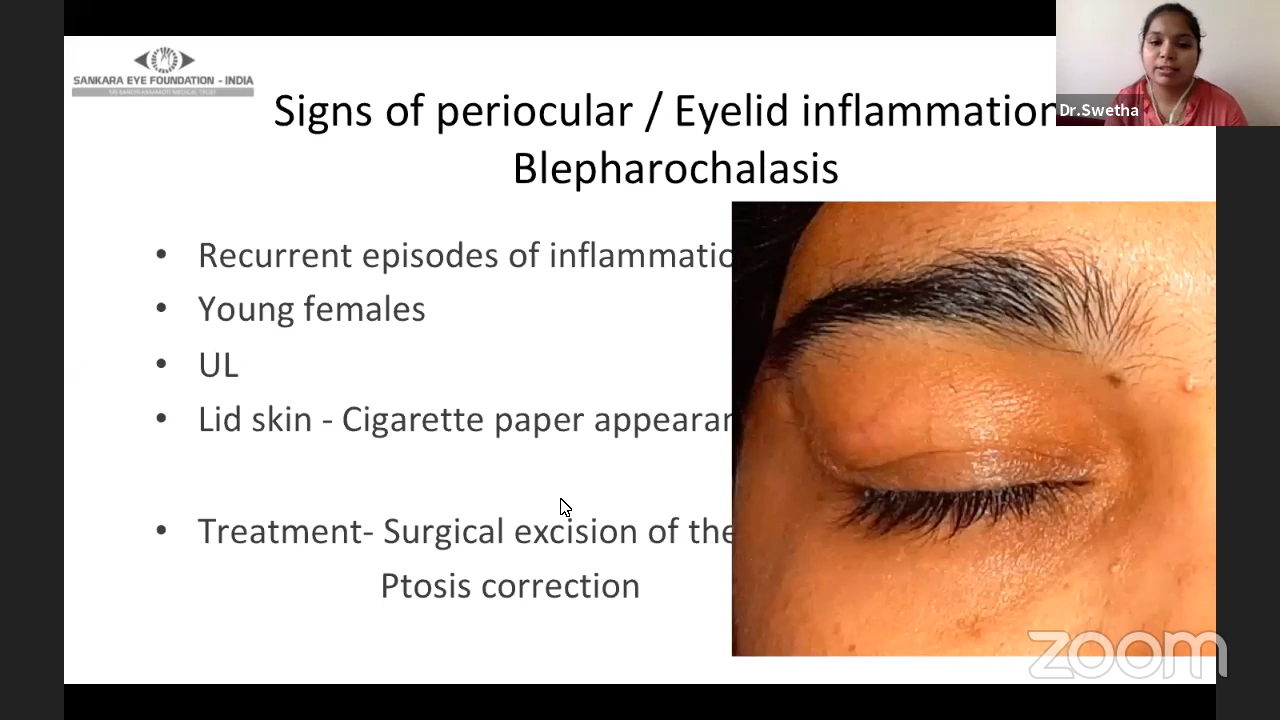 SANKARA EYE FOUNDATION - INDIA
Signs of periocular / Eyelid inflammation
Blepharochalasis
Dr.Swetha
• Recurrent episodes of inflammatio
• Young females
• UL
• Lid skin - Cigarette paper appearan
• Treatment- Surgical excision of the
Ptosis correction
zoom